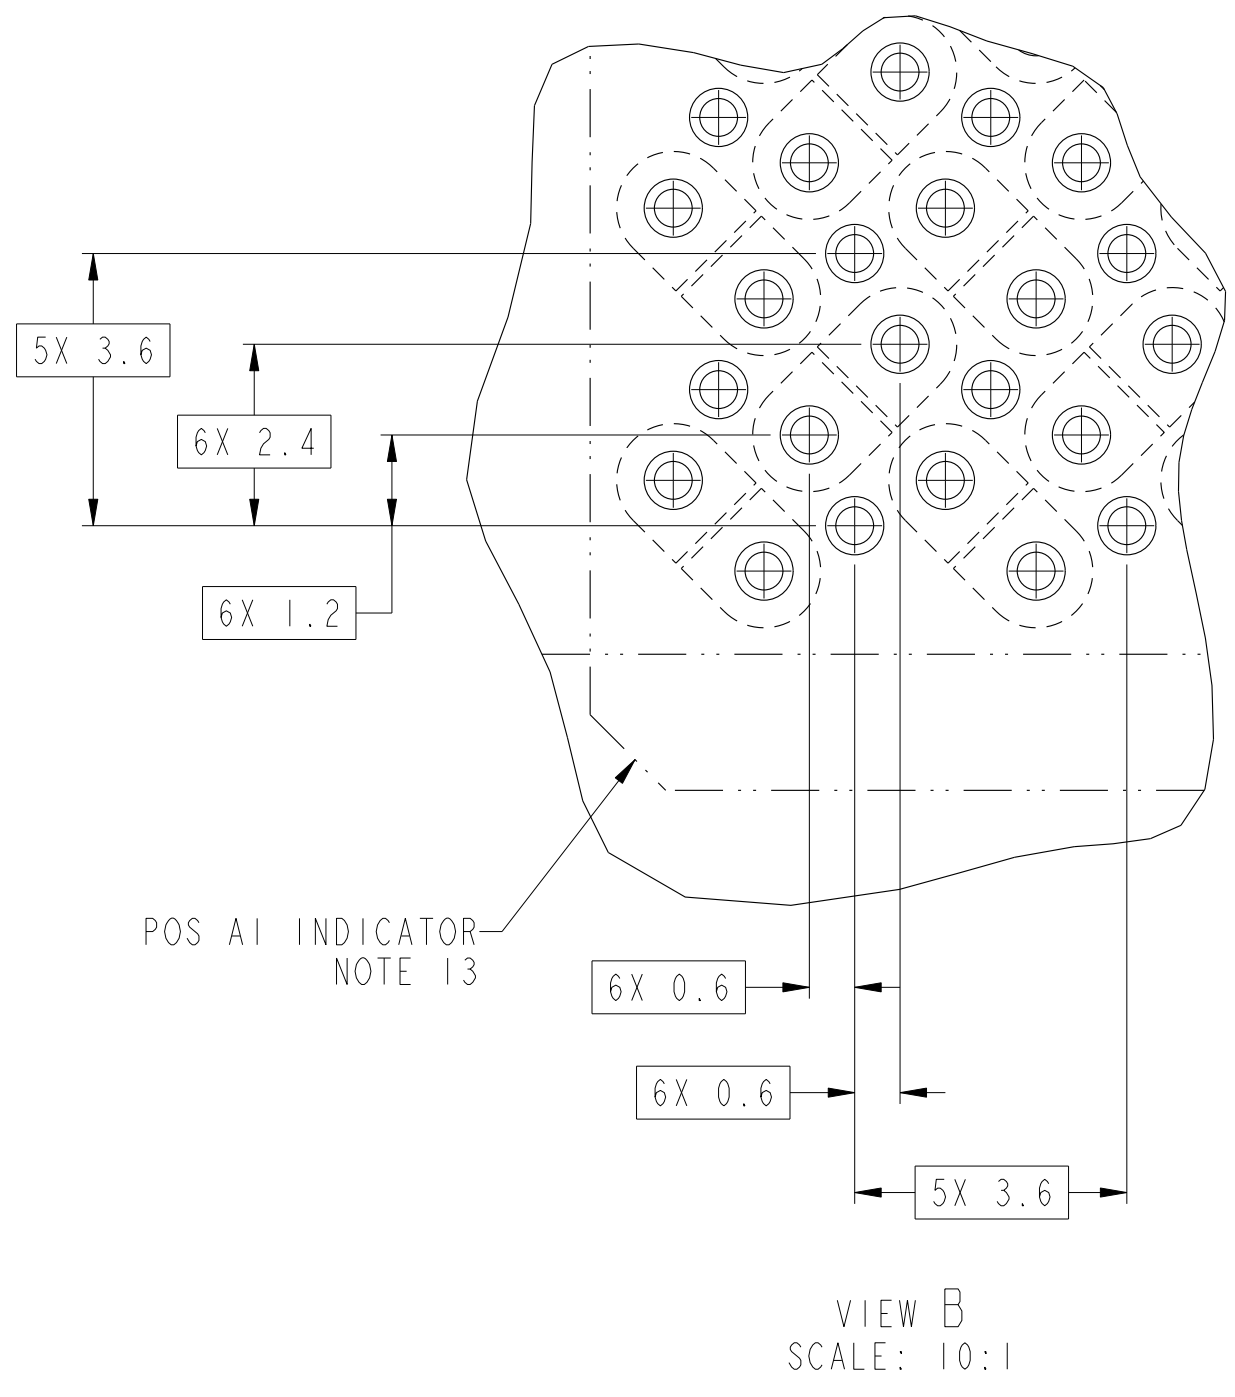 5X 3.6
6X 2.4
6X 1.2
POS A1 INDICATOR
NOTE 13
6X 0.6
6X 0.6
5X 3.6
VIEW B
SCALE: 10:1